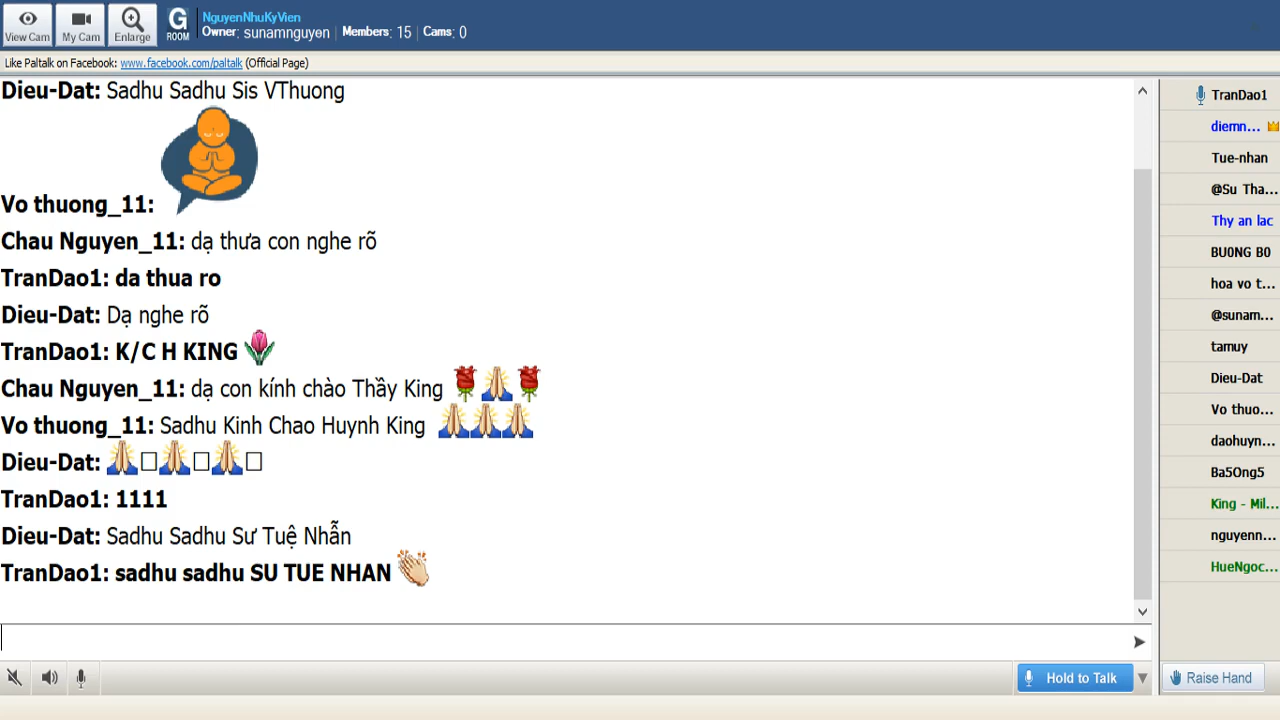 View Cam
My Cam
Enlarge
G
ROOM
NguyenNhuKyVien
Owner: sunamnguyen | Members: 15 | Cams: 0
Like Paltalk on Facebook: www.facebook.com/paltalk (Official Page)
Dieu-Dat: Sadhu Sadhu Sis VThuong
Vo thuong_11:
Chau Nguyen_11: dạ thưa con nghe rõ
TranDao1: da thua ro
Dieu-Dat: Dạ nghe rõ
TranDao1: K/C H KING
Chau Nguyen_11: dạ con kính chào Thầy King
Vo thuong_11: Sadhu Kinh Chao Huynh King
Dieu-Dat:
TranDao1: 1111
Dieu-Dat: Sadhu Sadhu Sư Tuệ Nhẫn
TranDao1: sadhu sadhu SU TUE NHAN
Hold to Talk
TranDao1
diemn...
Tue-nhan
@Su Tha...
Thy an lac
BU0NG B0
hoa vo t...
@sunam...
tamuy
Dieu-Dat
Vo thuo...
daohuyn...
Ba5Ong5
King - Mil...
nguyenn...
HueNgoc...
Raise Hand